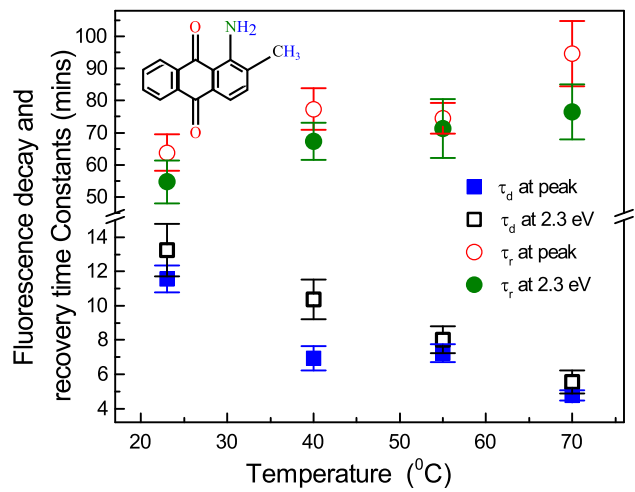 Fluorescence decay and
recovery time Constants (mins)
100
90
80
70
60
50
14
12
10
8
6
4
O
NH2
CH3
O
τd at peak
τd at 2.3 eV
τr at peak
τr at 2.3 eV
20 30 40 50 60 70
Temperature (⁰C)